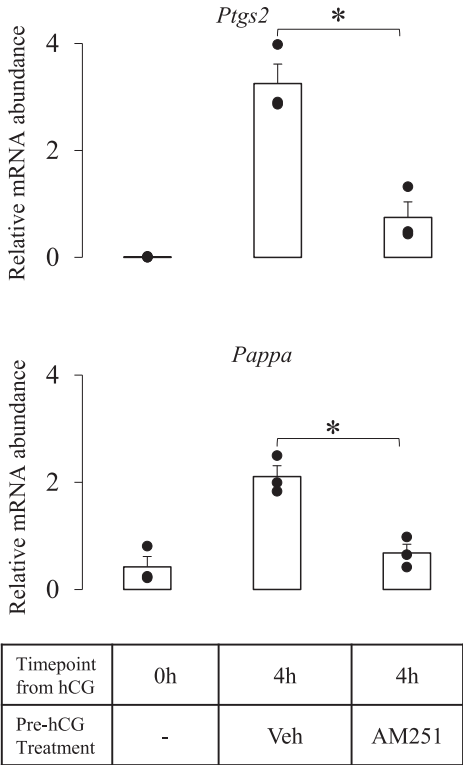 Ptgs2
*
4
2
0
Relative mRNA abundance
Pappa
*
4
2
0
Relative mRNA abundance
Timepoint from hCG 0h 4h 4h
Pre-hCG Treatment - Veh AM251